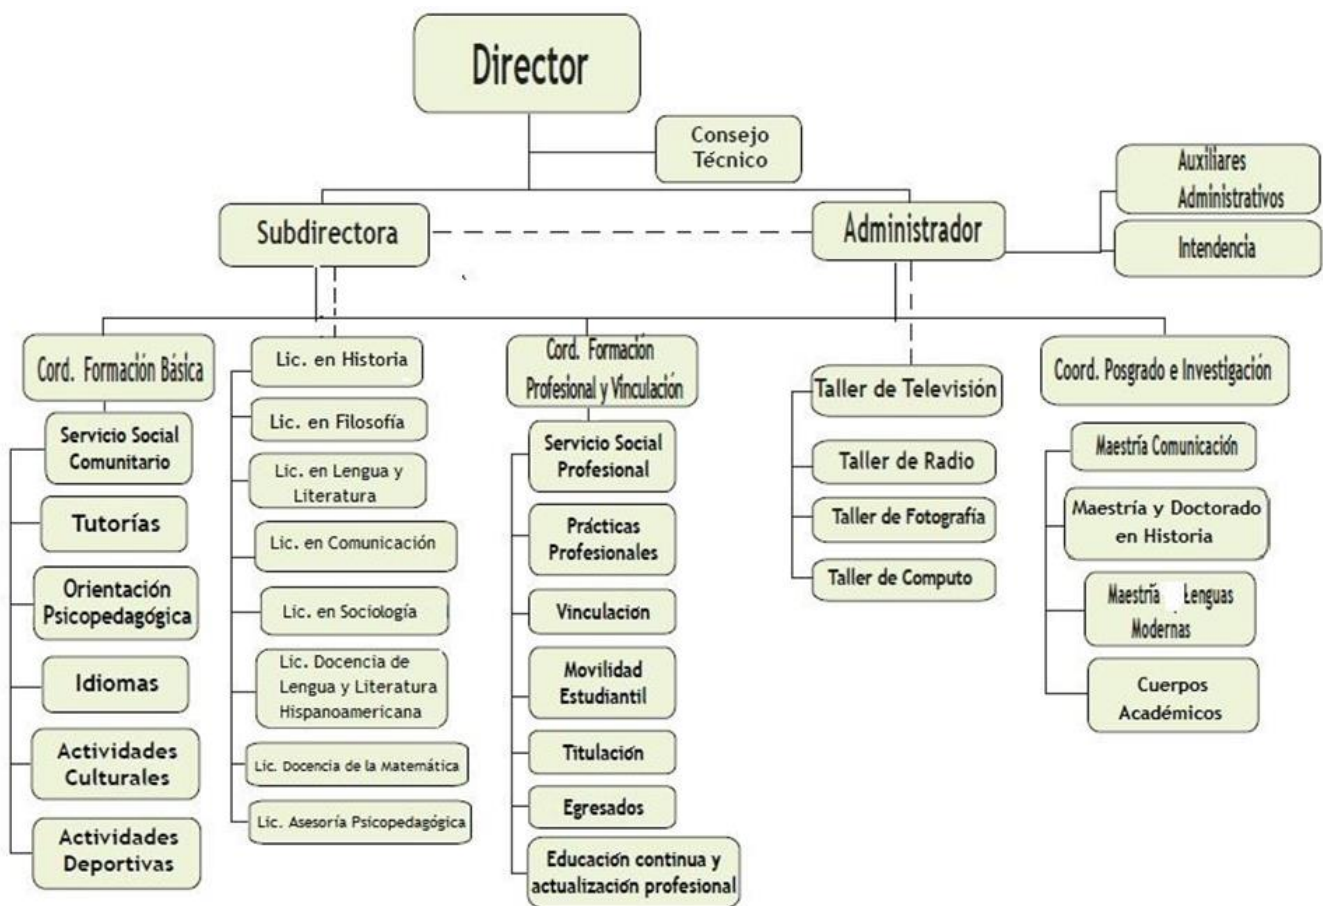 Director
Consejo
Técnico
Auxiliares
Administrativos
Subdirectora
Administrador
Intendencia
Cord. Formación Básica
Servicio Social
Comunitario
Tutorías
Orientación
Psicopedagógica
Idiomas
Actividades
Culturales
Actividades
Deportivas
Lic. en Historia
Lic. en Filosofía
Lic. en Lengua y
Literatura
Lic. en Comunicación
Lic. en Sociología
Lic. Docencia de
Lengua y Literatura
Hispanoamericana
Lic. Docencia de la Matemática
Lic. Asesoría Psicopedagógica
Cord. Formación
Profesional y Vinculación
Servicio Social
Profesional
Prácticas
Profesionales
Vinculación
Movilidad
Estudiantil
Titulación
Egresados
Educación continua y
actualización profesional
Taller de Televisión
Taller de Radio
Taller de Fotografía
Taller de Computo
Coord. Posgrado e Investigación
Maestría Comunicación
Maestría y Doctorado
en Historia
Maestría Lenguas
Modernas
Cuerpos
Académicos